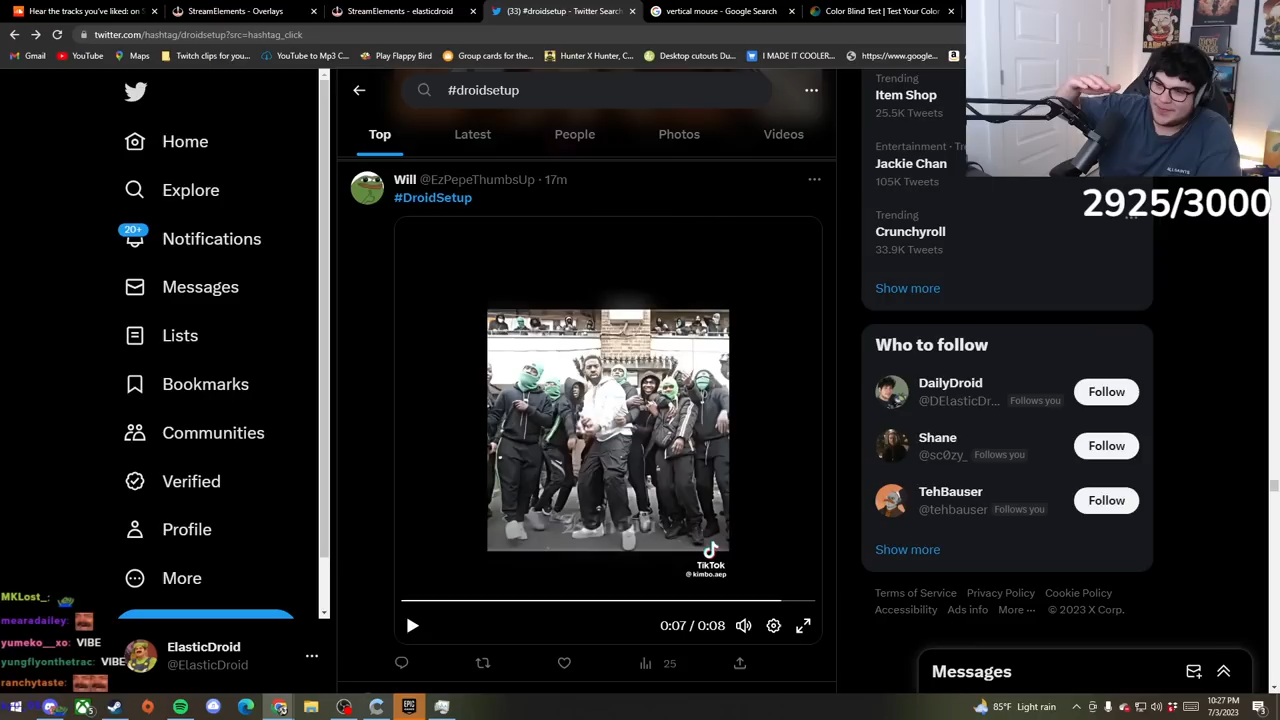 Hear the tracks you've liked: on S
StreamElements - Overlays
StreamElements - elasticdroid
(33) #droidsetup - Twitter Search
vertical mouse - Google Search
Color Blind Test | Test Your Color
twitter.com/hashtag/droidsetup?src=hashtag_click
Gmail
YouTube
Maps
Twitch clips for you...
YouTube to Mp3 C...
Play Flappy Bird
Group cards for the...
Hunter X Hunter, C...
Desktop cutouts Du...
I MADE IT COOLER...
https://www.google...
#droidsetup
Top
Latest
People
Photos
Videos
Home
Explore
20+
Notifications
Messages
Lists
Bookmarks
Communities
Verified
Profile
More
ElasticDroid
@ElasticDroid
Will @EzPepeThumbsUp · 17m
#DroidSetup
TikTok
@ kimbo.aep
0:07 / 0:08
25
Trending
Item Shop
25.5K Tweets
Entertainment · Tre
Jackie Chan
105K Tweets
Trending
Crunchyroll
33.9K Tweets
Show more
ALL SAINTS
2925/3000
Who to follow
DailyDroid
@DElasticDr... Follows you
Follow
Shane
@sc0zy_ Follows you
Follow
TehBauser
@tehbauser Follows you
Follow
Show more
Terms of Service Privacy Policy Cookie Policy
Accessibility Ads info More ··· © 2023 X Corp.
Messages
MKLost_:
mearadailey:
yumeko__xo: VIBE
yungflyonthetrac: VIBE
ranchytaste:
EPIC
85°F Light rain
10:27 PM
7/3/2023
3